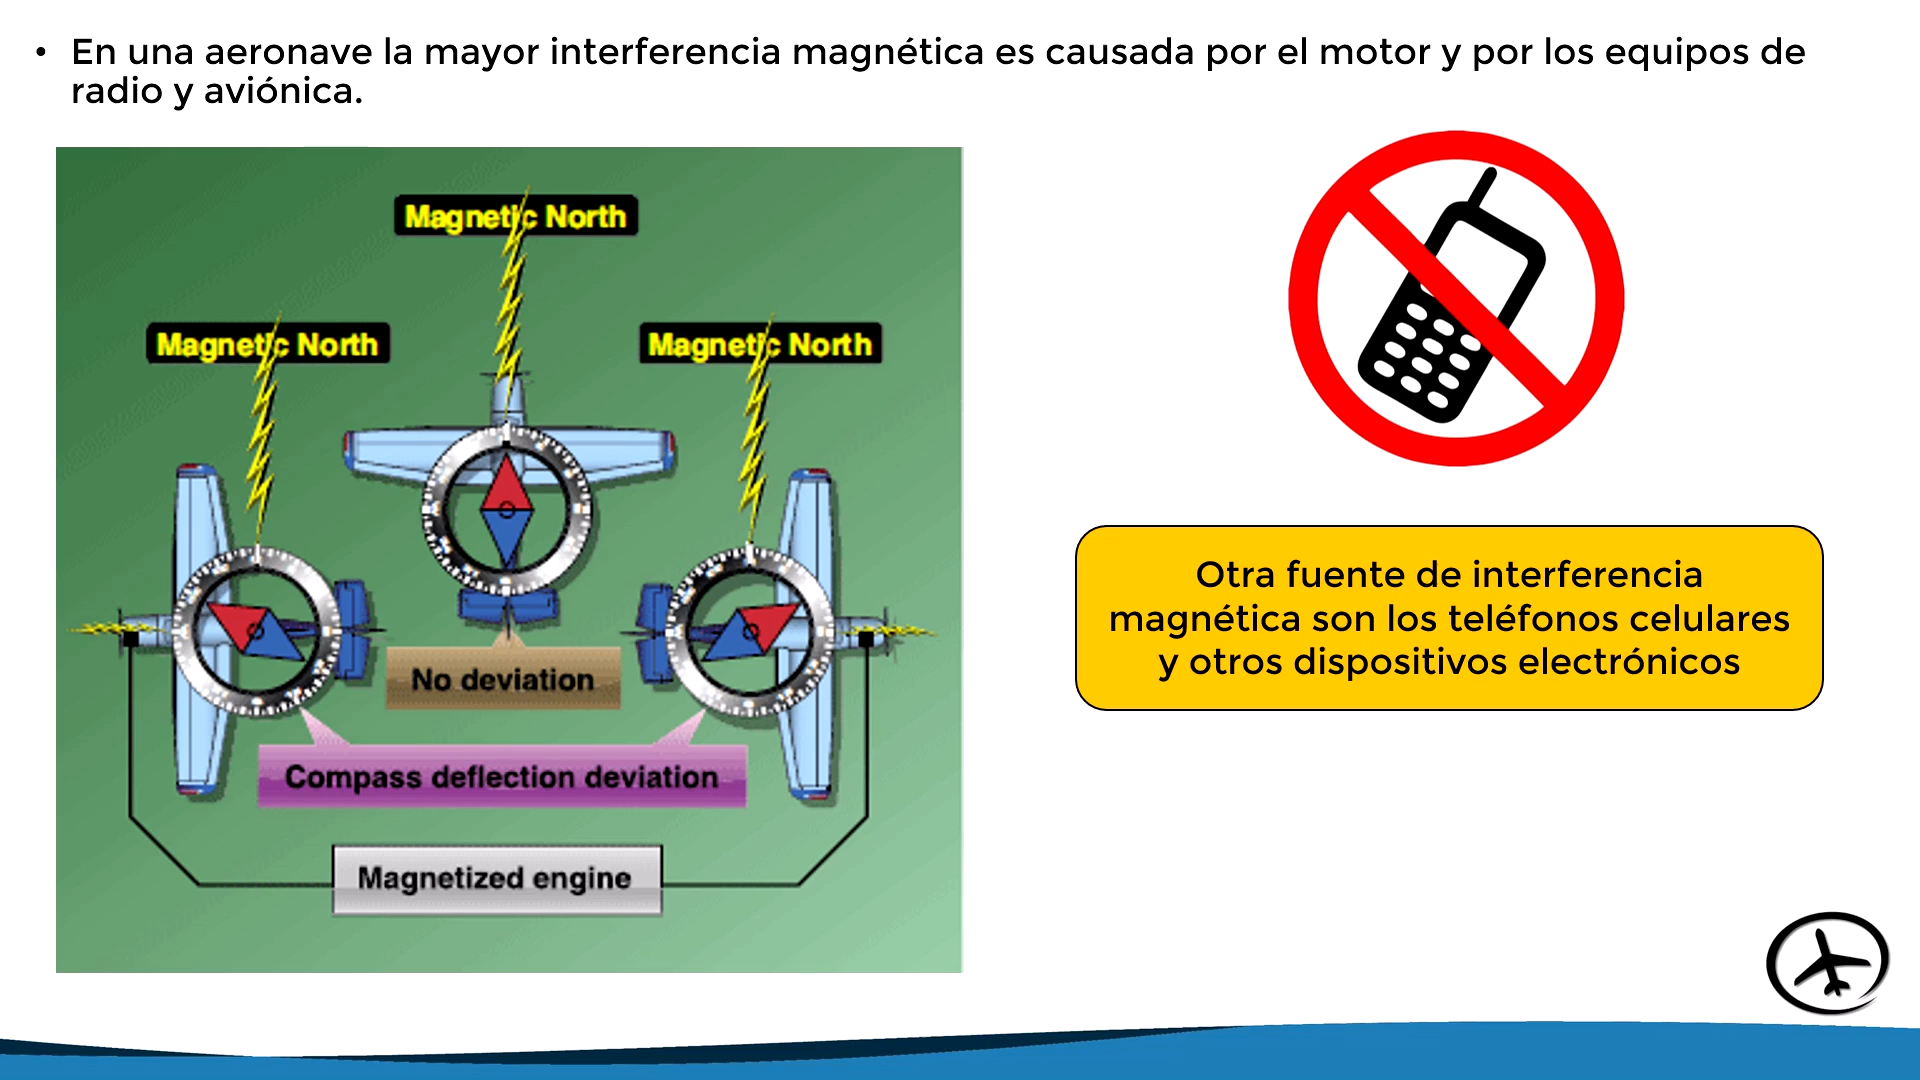 • En una aeronave la mayor interferencia magnética es causada por el motor y por los equipos de
radio y aviónica.
Magnetic North
Magnetic North
Magnetic North
No deviation
Compass deflection deviation
Magnetized engine
Otra fuente de interferencia
magnética son los teléfonos celulares
y otros dispositivos electrónicos